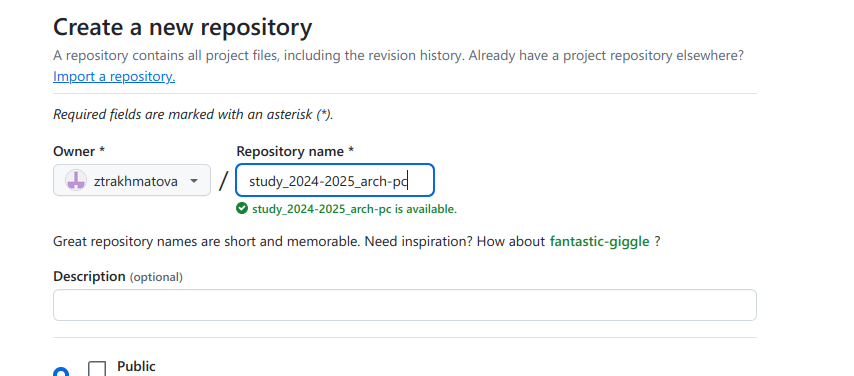 Create a new repository
A repository contains all project files, including the revision history. Already have a project repository elsewhere?
Import a repository.
Required fields are marked with an asterisk (*).
Owner * Repository name *
ztrakhmatova / study_2024-2025_arch-pc
study_2024-2025_arch-pc is available.
Great repository names are short and memorable. Need inspiration? How about fantastic-giggle ?
Description (optional)
Public